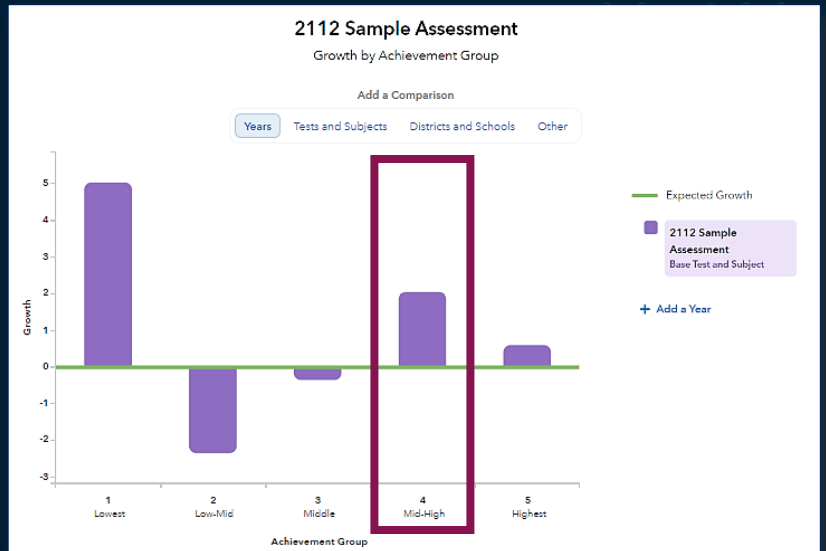 2112 Sample Assessment
Growth by Achievement Group
Add a Comparison
Years Tests and Subjects Districts and Schools Other
5
4
3
2
1
0
-1
-2
-3
Growth
1 2 3 4 5
Lowest Low-Mid Middle Mid-High Highest
Achievement Group
Expected Growth
2112 Sample
Assessment
Base Test and Subject
+ Add a Year